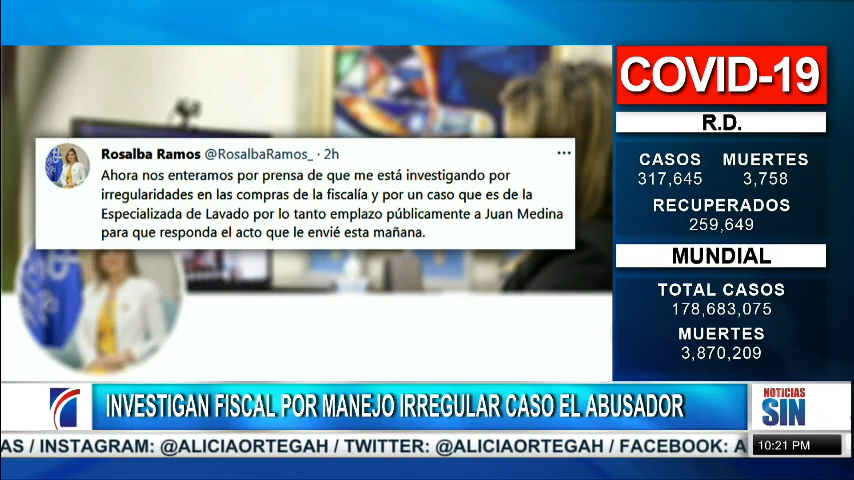 Rosalba Ramos @RosalbaRamos_ · 2h
Ahora nos enteramos por prensa de que me está investigando por
irregularidades en las compras de la fiscalía y por un caso que es de la
Especializada de Lavado por lo tanto emplazo públicamente a Juan Medina
para que responda el acto que le envié esta mañana.
COVID-19
R.D.
CASOS MUERTES
317,645 3,758
RECUPERADOS
259,649
MUNDIAL
TOTAL CASOS
178,683,075
MUERTES
3,870,209
INVESTIGAN FISCAL POR MANEJO IRREGULAR CASO EL ABUSADOR
NOTICIAS
SIN
AS / INSTAGRAM: @ALICIAORTEGAH / TWITTER: @ALICIAORTEGAH / FACEBOOK: A
10:21 PM